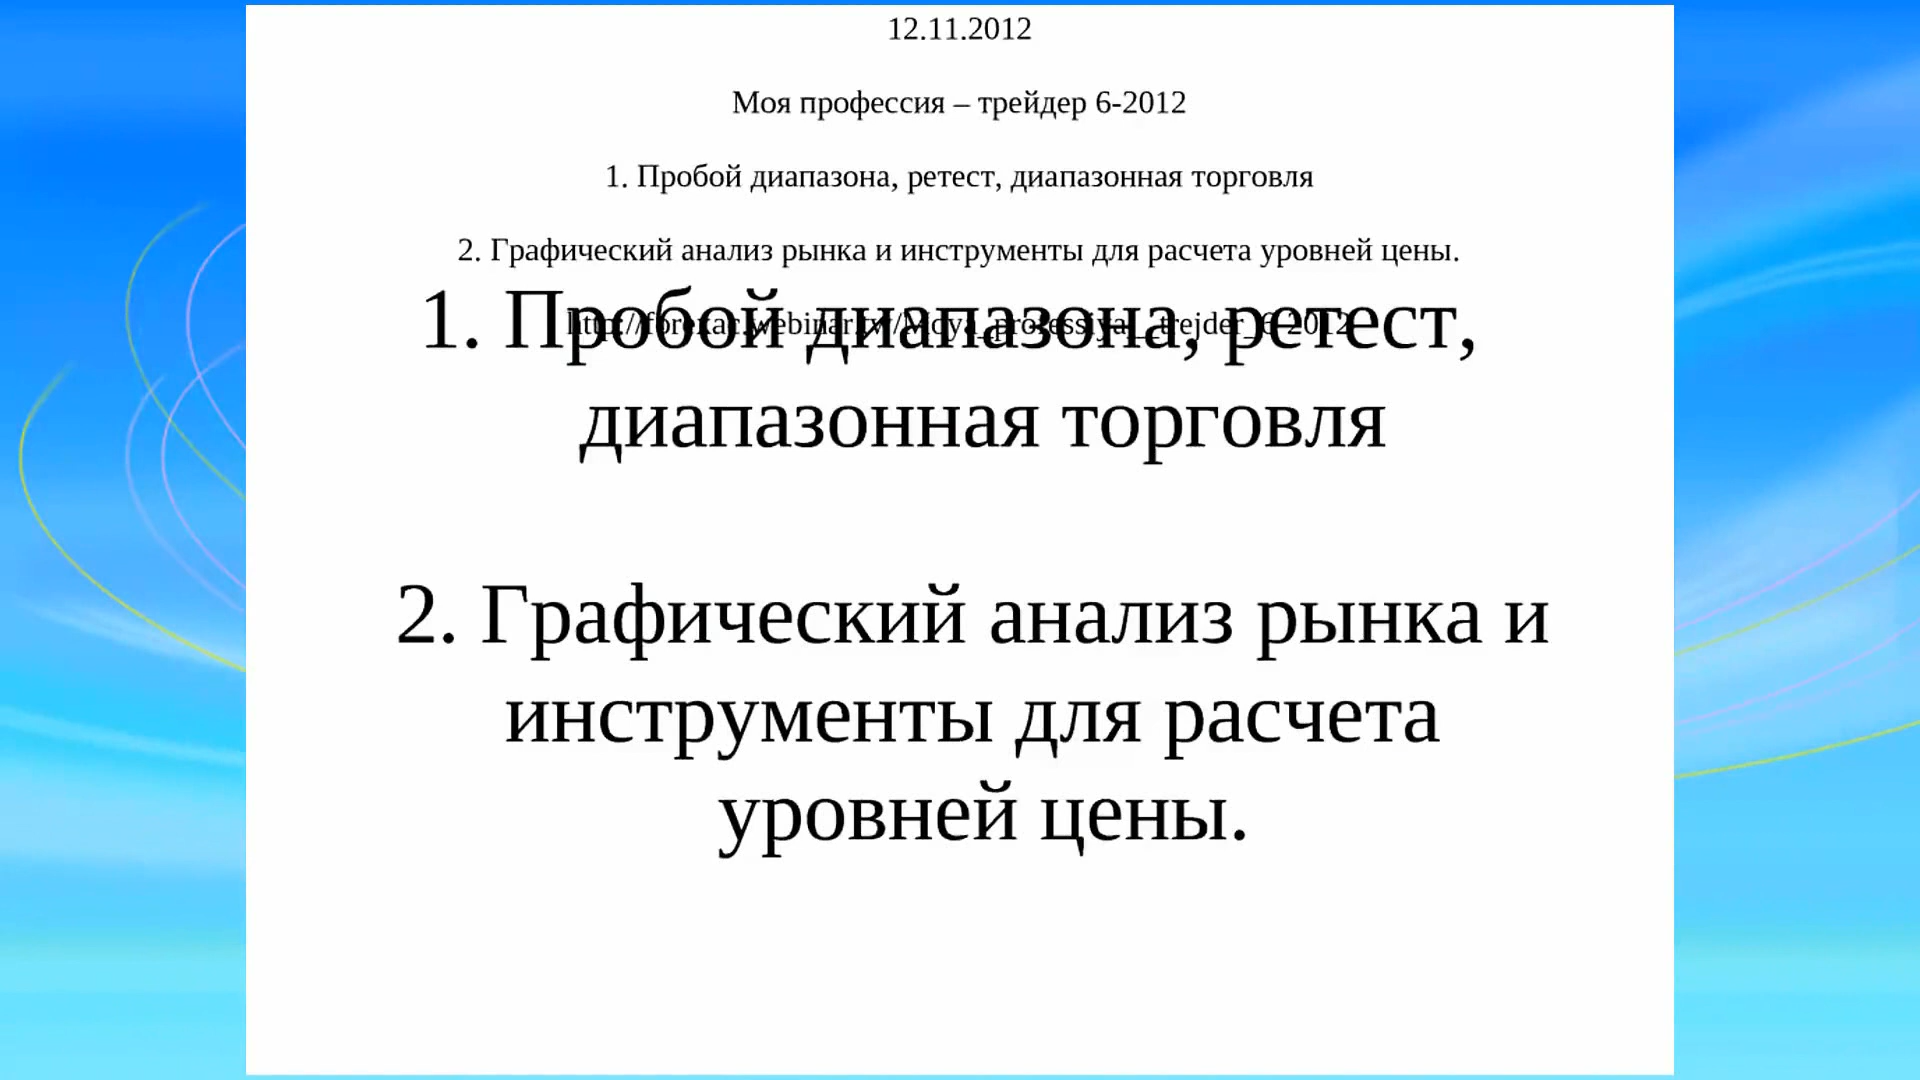 12.11.2012
Моя профессия – трейдер 6-2012
1. Пробой диапазона, ретест, диапазонная торговля
2. Графический анализ рынка и инструменты для расчета уровней цены.
1. Пробой диапазона, ретест,
диапазонная торговля
2. Графический анализ рынка и
инструменты для расчета
уровней цены.